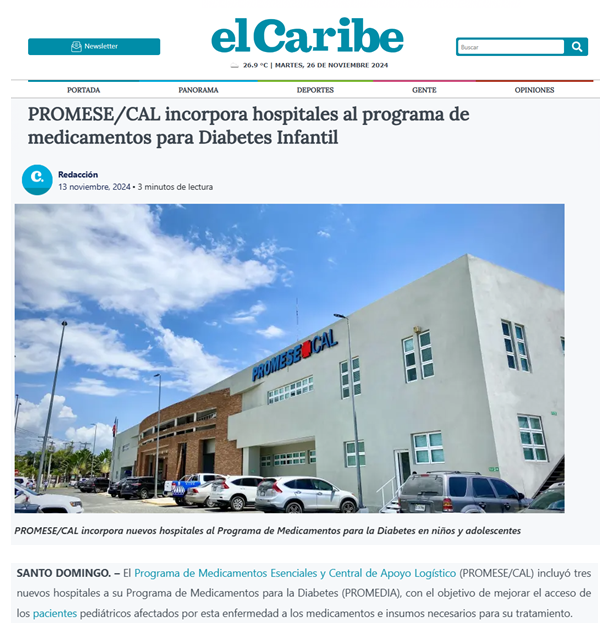 Newsletter
elCaribe
Buscar
26.9 °C | MARTES, 26 DE NOVIEMBRE 2024
PORTADA PANORAMA DEPORTES GENTE OPINIONES
PROMESE/CAL incorpora hospitales al programa de
medicamentos para Diabetes Infantil
c.
Redacción
13 noviembre, 2024 • 3 minutos de lectura
PROMESE CAL
PROMESE/CAL incorpora nuevos hospitales al Programa de Medicamentos para la Diabetes en niños y adolescentes
SANTO DOMINGO. – El Programa de Medicamentos Esenciales y Central de Apoyo Logístico (PROMESE/CAL) incluyó tres
nuevos hospitales a su Programa de Medicamentos para la Diabetes (PROMEDIA), con el objetivo de mejorar el acceso de
los pacientes pediátricos afectados por esta enfermedad a los medicamentos e insumos necesarios para su tratamiento.